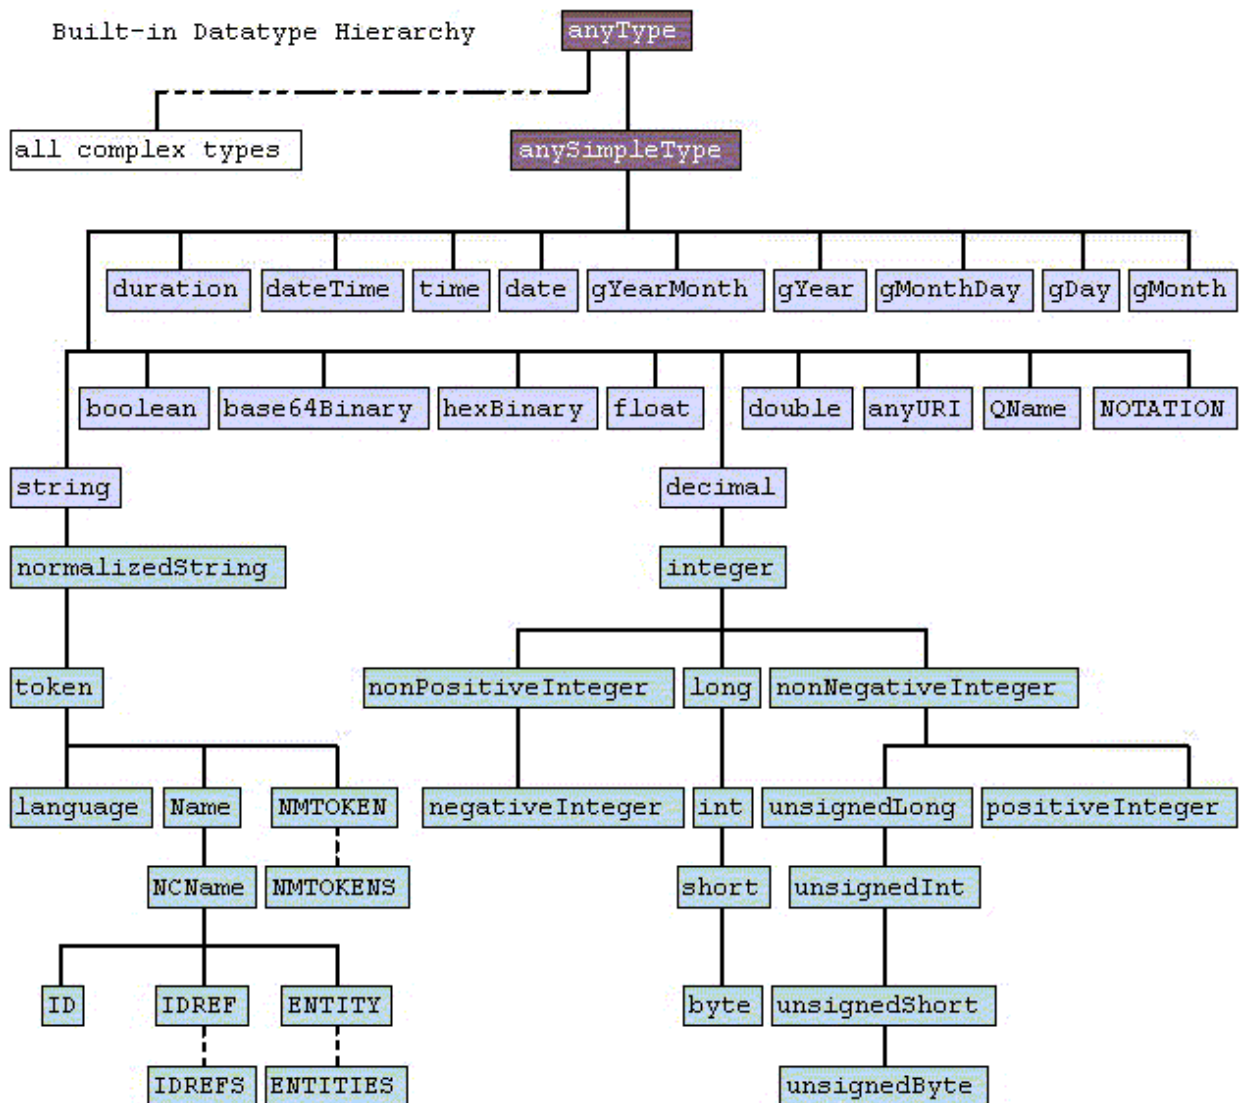 Built-in Datatype Hierarchy anyType
all complex types anySimpleType
duration dateTime time date gYearMonth gYear gMonthDay gDay gMonth
boolean base64Binary hexBinary float double anyURI QName NOTATION
string decimal
normalizedString integer
token nonPositiveInteger long nonNegativeInteger
language Name NMTOKEN negativeInteger int unsignedLong positiveInteger
NCName NMTOKENS short unsignedInt
ID IDREF ENTITY byte unsignedShort
IDREFS ENTITIES unsignedByte